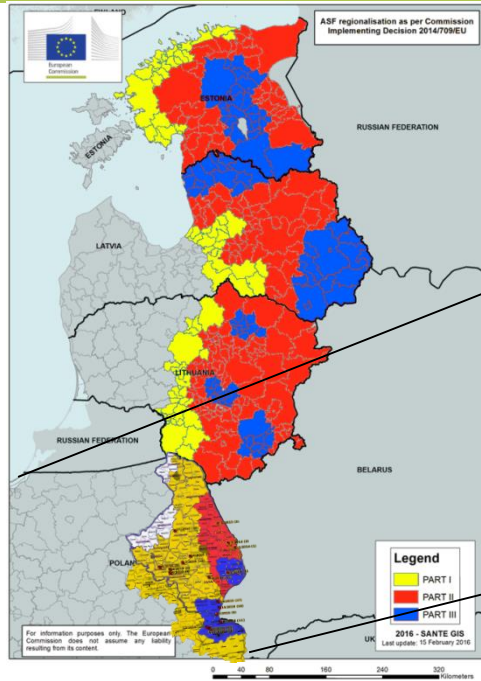 FINLAND
ASF regionalisation as per Commission
Implementing Decision 2014/709/EU
European
Commission
ESTONIA
RUSSIAN FEDERATION
ESTONIA
LATVIA
LITHUANIA
RUSSIAN FEDERATION
BELARUS
POLAN
Legend
PART I
PART II
PART III
2016 - SANTE GIS
Last update: 15 February 2016
For information purposes only. The European
Commission does not assume any liability
resulting from its content.
UK
0 40 80 160 240 320
Kilometers